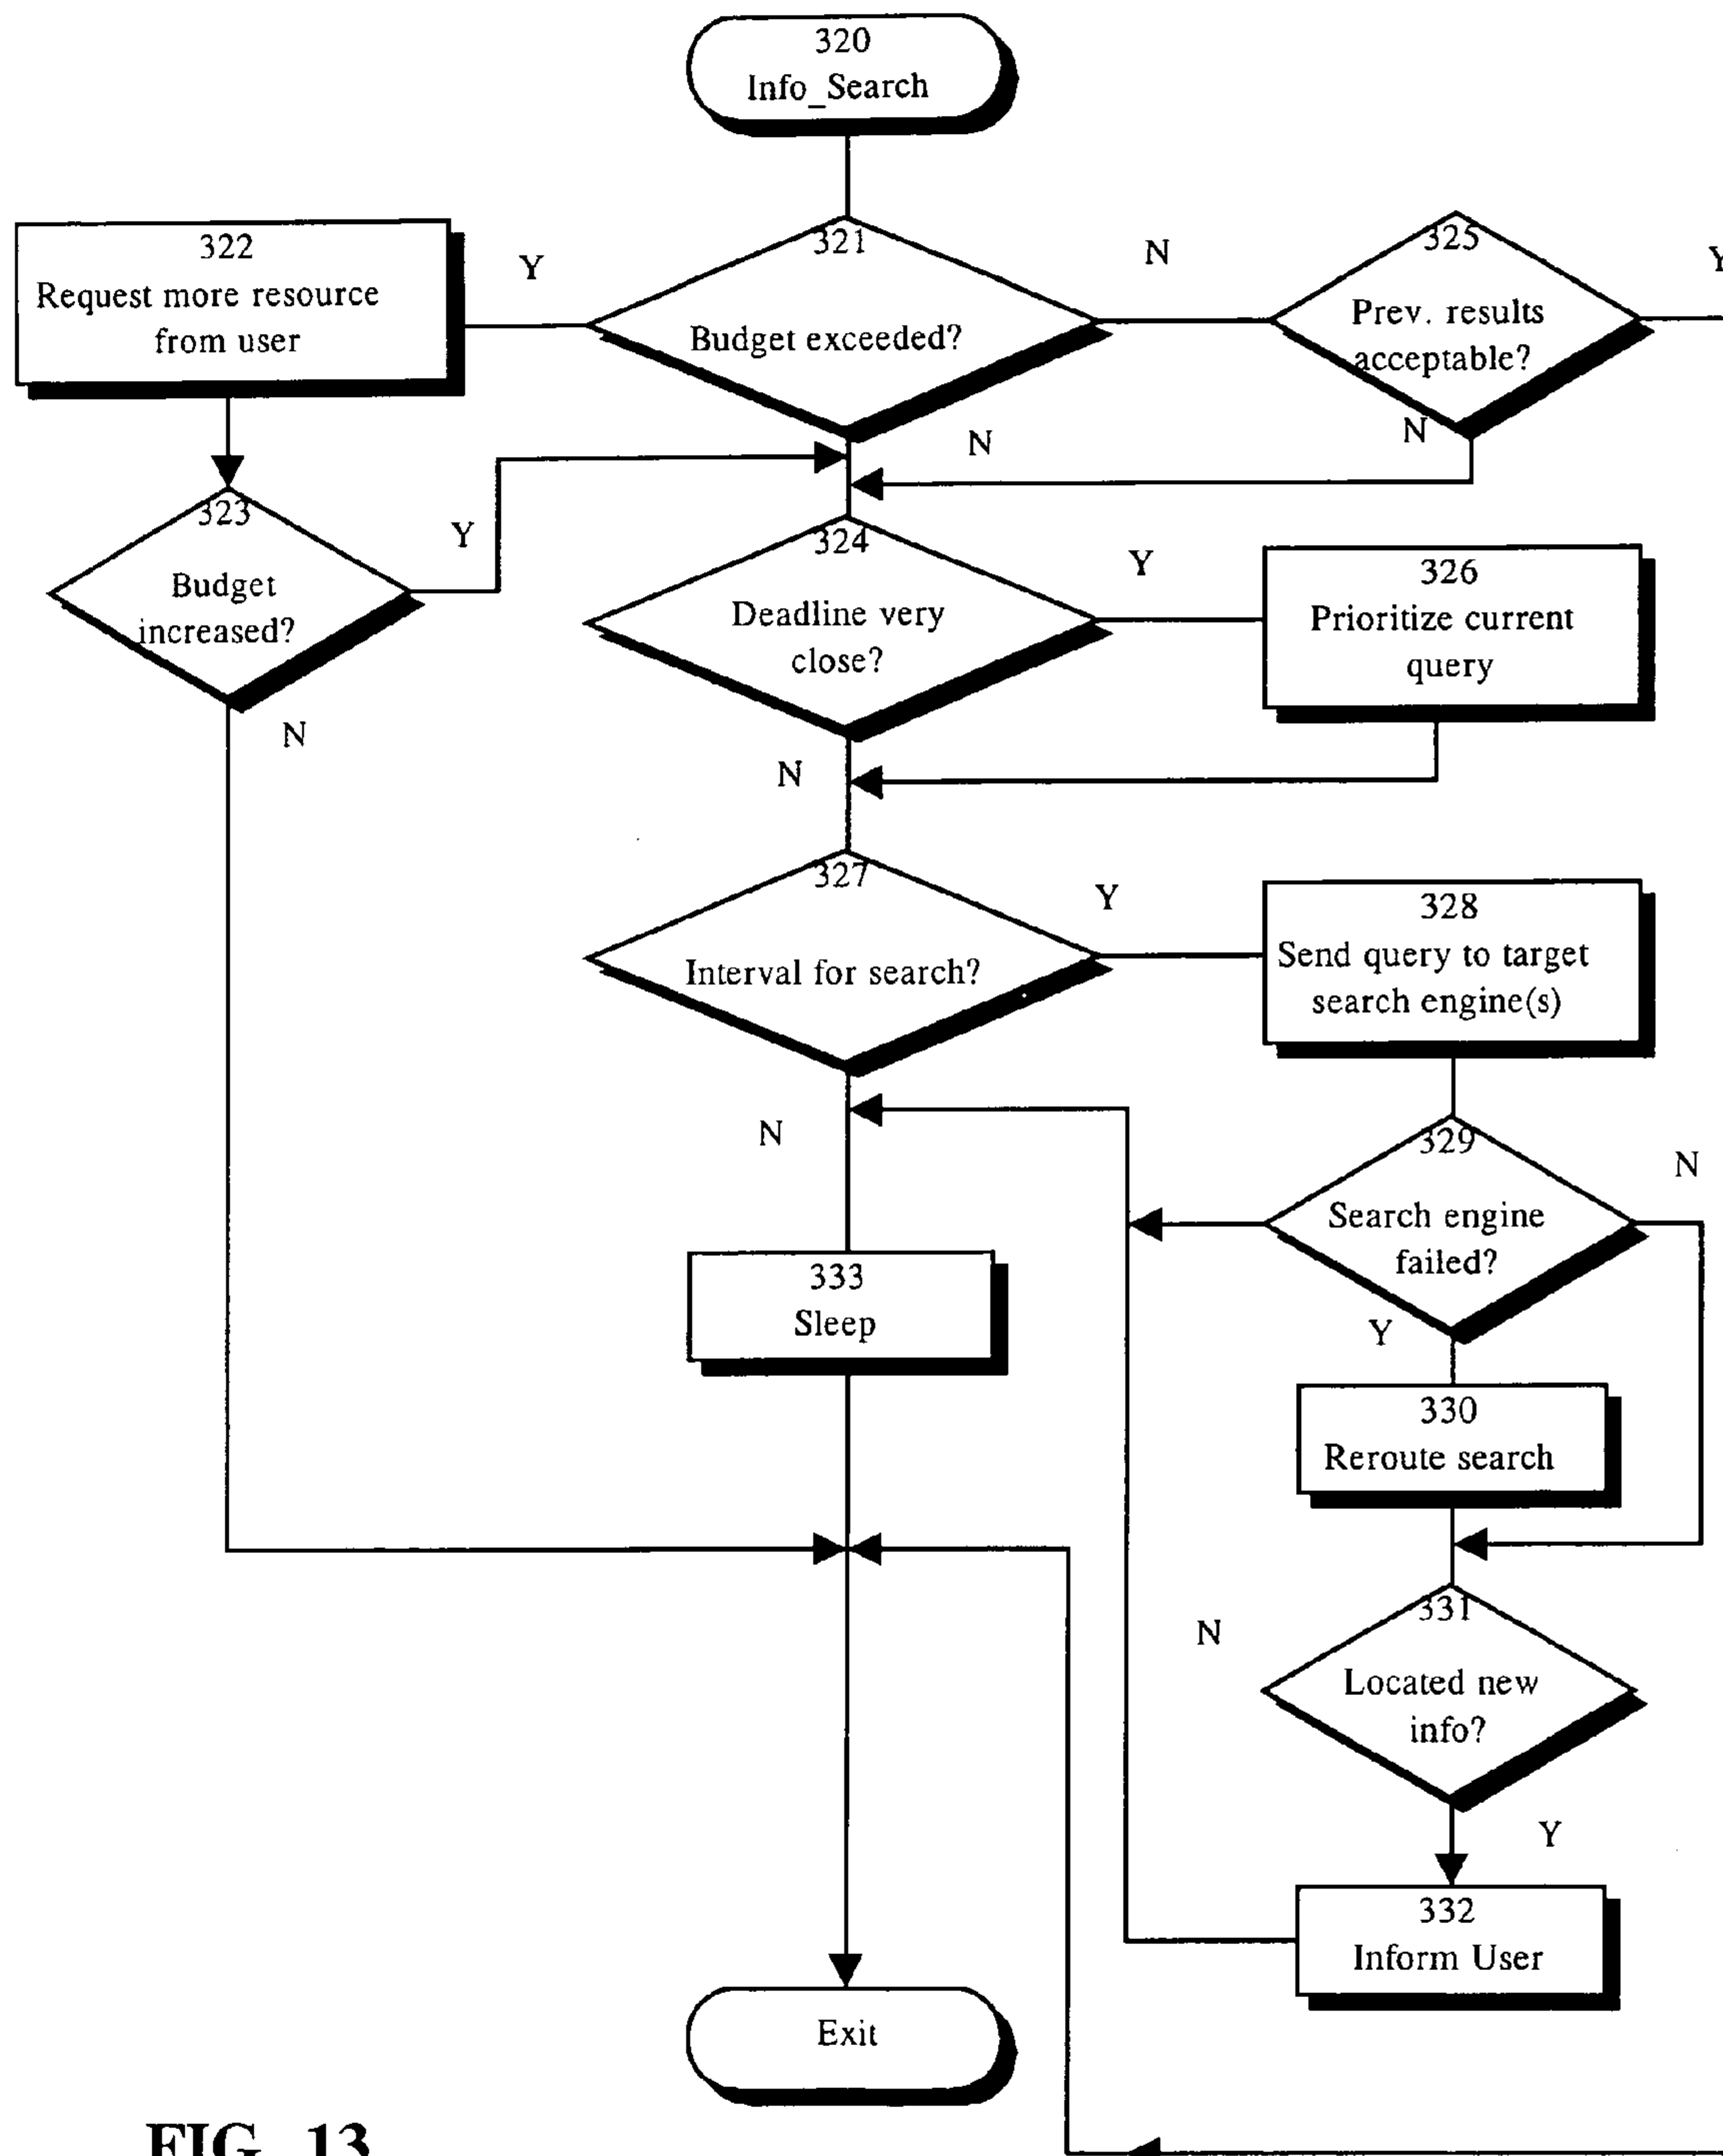 320
Info_Search
322
Request more resource
from user
Y
321
Budget exceeded?
N
325
Prev. results
acceptable?
Y
N
N
323
Budget
increased?
Y
N
324
Deadline very
close?
Y
326
Prioritize current
query
N
327
Interval for search?
Y
328
Send query to target
search engine(s)
N
329
Search engine
failed?
N
Y
333
Sleep
330
Reroute search
331
Located new
info?
N
Y
332
Inform User
Exit
FIG. 13